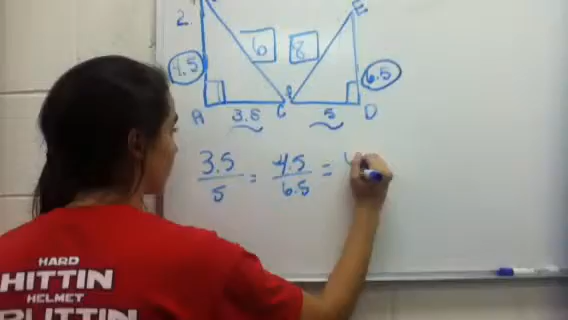 2.
E
6 8
4.5 6.5
A 3.5 C 5 D
3.5/5 = 4.5/6.5 =
HARD
HITTIN
HELMET